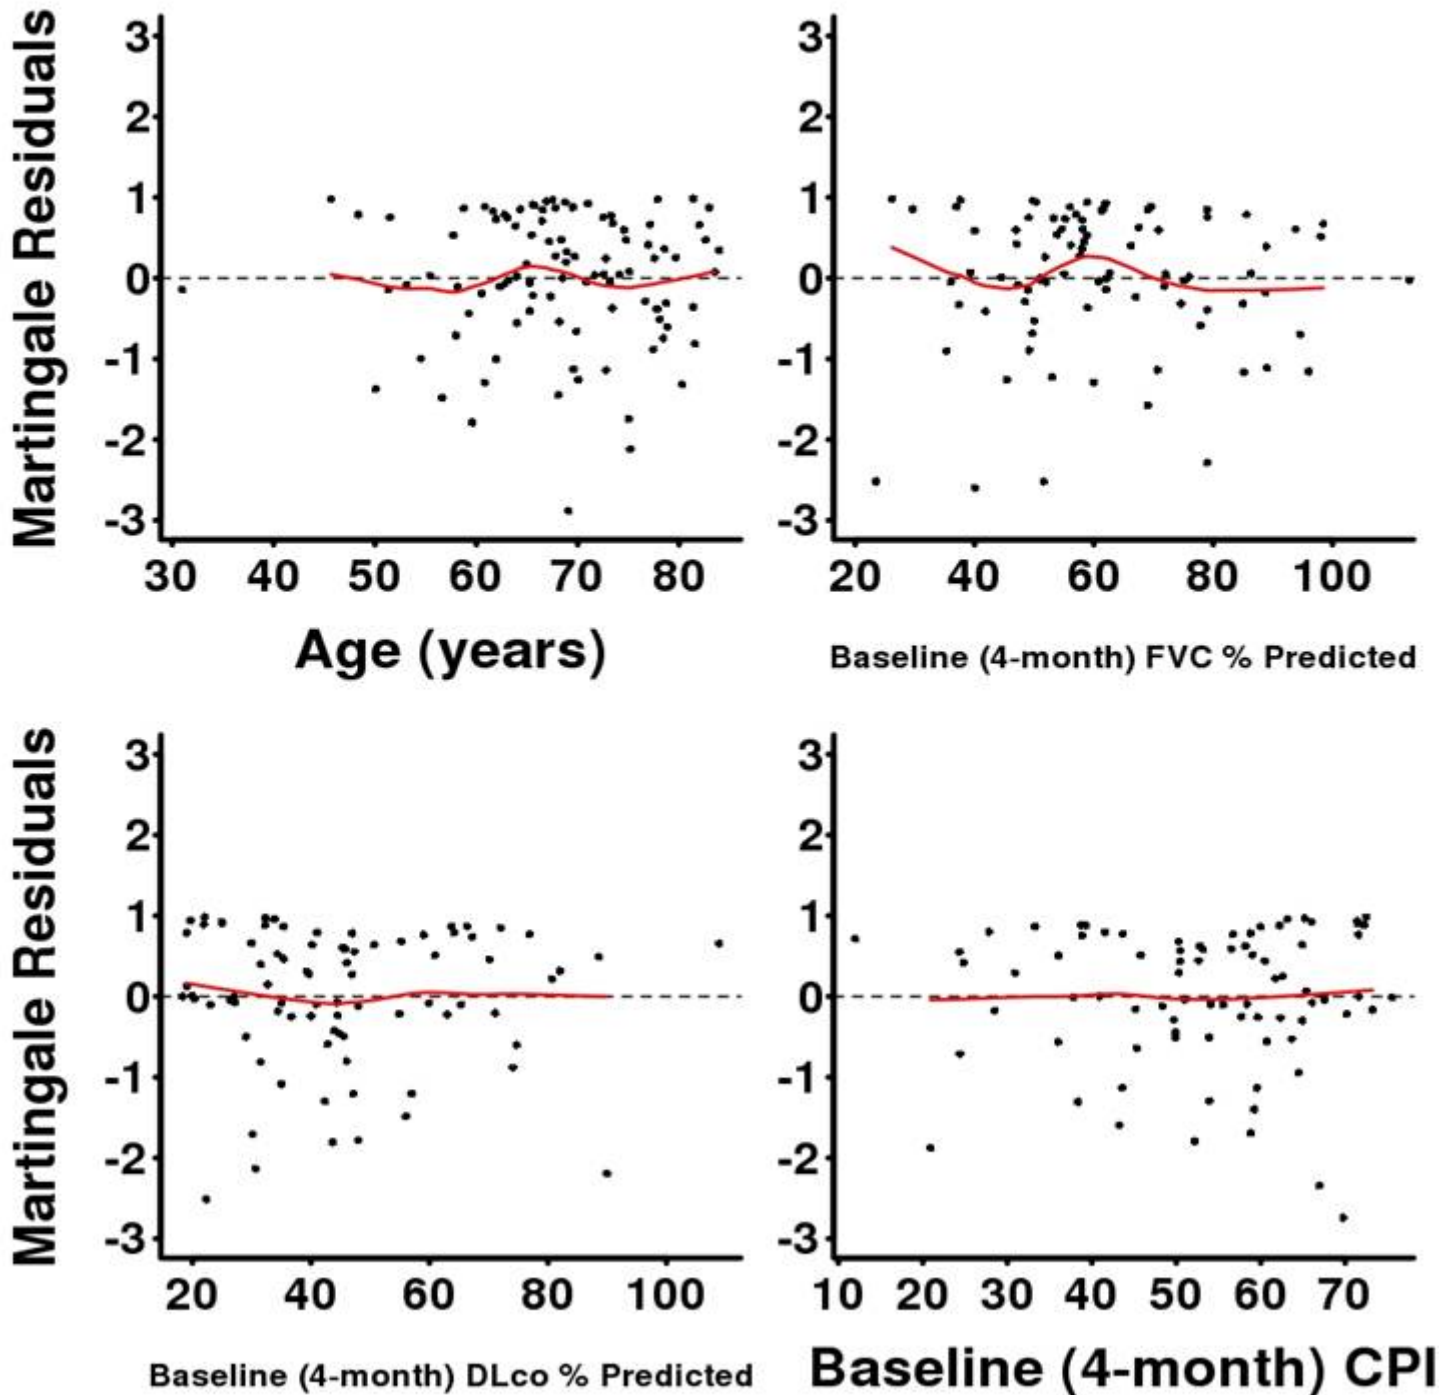 Martingale Residuals
3
2
1
0
-1
-2
-3
30 40 50 60 70 80
Age (years)
3
2
1
0
-1
-2
-3
20 40 60 80 100
Baseline (4-month) FVC % Predicted
Martingale Residuals
3
2
1
0
-1
-2
-3
20 40 60 80 100
Baseline (4-month) DLco % Predicted
3
2
1
0
-1
-2
-3
10 20 30 40 50 60 70
Baseline (4-month) CPI